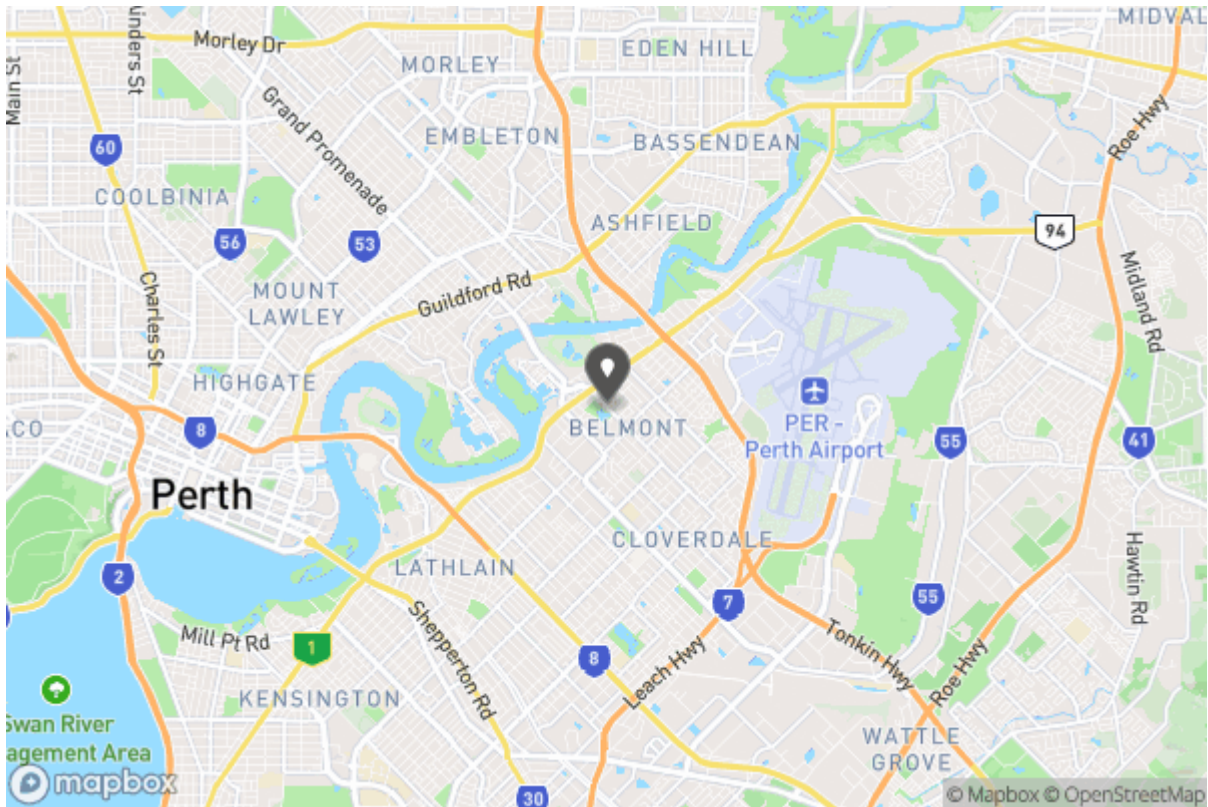 MIDVAL
Morley Dr
EDEN HILL
MORLEY
Main St
inders St
Grand Promenade
EMBLETON
BASSENDEAN
Roe Hwy
60
COOLBINIA
ASHFIELD
56
53
94
MOUNT
LAWLEY
Guildford Rd
Charles St
Midland Rd
HIGHGATE
8
ACO
BELMONT
PER -
Perth Airport
55
41
Perth
CLOVERDALE
LATHLAIN
2
7
55
Hawtin Rd
Mill Pt Rd
1
Shepperton Rd
8
Leach Hwy
Tonkin Hwy
Roe Hwy
KENSINGTON
Swan River
agement Area
WATTLE
GROVE
mapbox
30
© Mapbox © OpenStreetMap